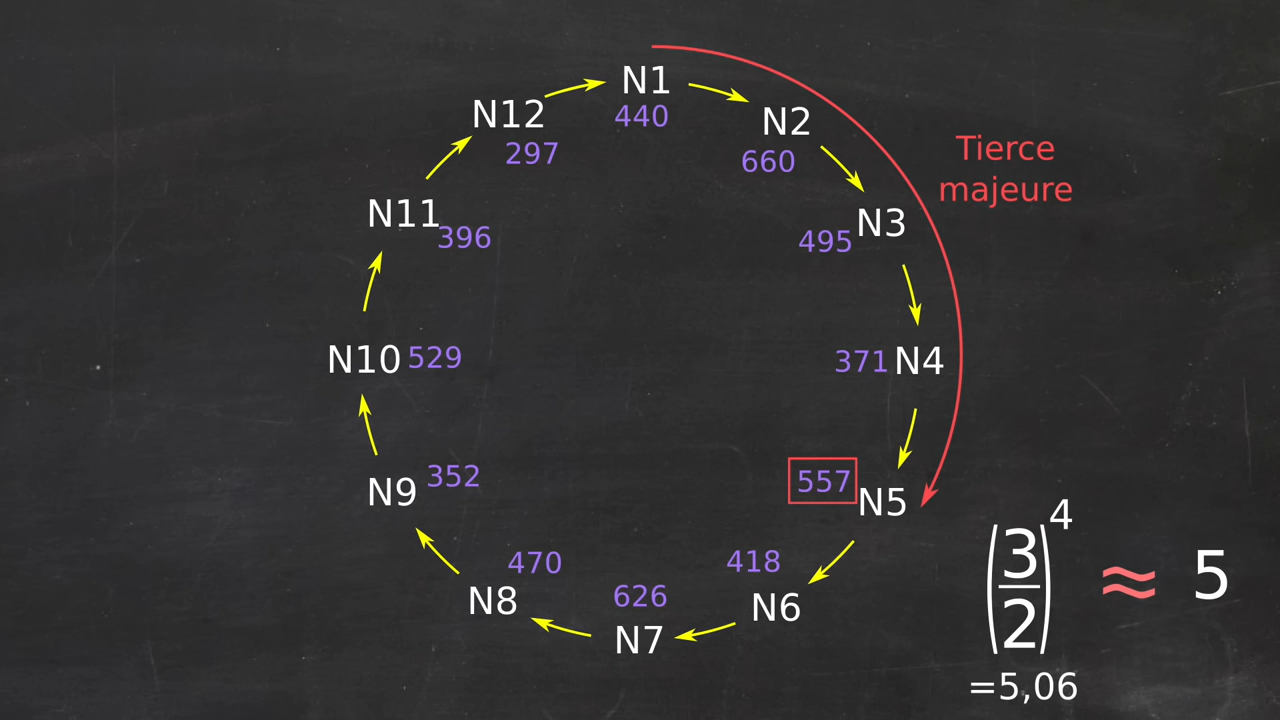 N1
440
N2
660
N3
495
N4
371
N5
557
N6
418
N7
626
N8
470
N9
352
N10
529
N11
396
N12
297
Tierce
majeure
(3/2)^4 ≈ 5
=5,06